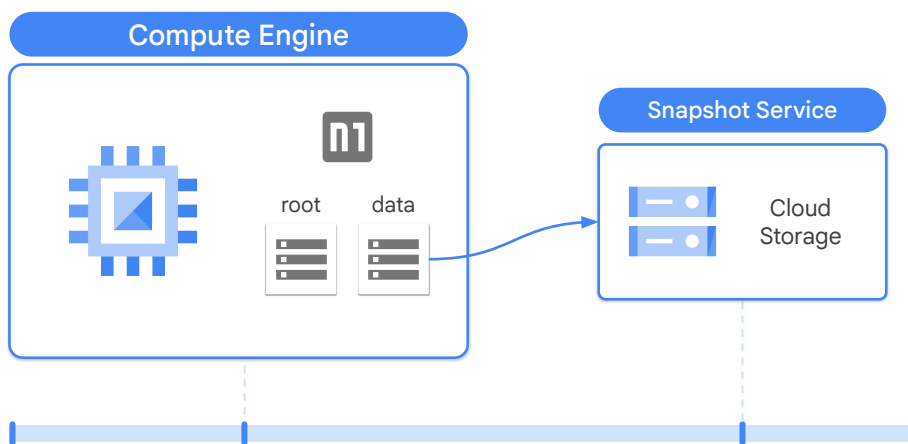 Compute Engine
Snapshot Service
n1
root
data
Cloud
Storage